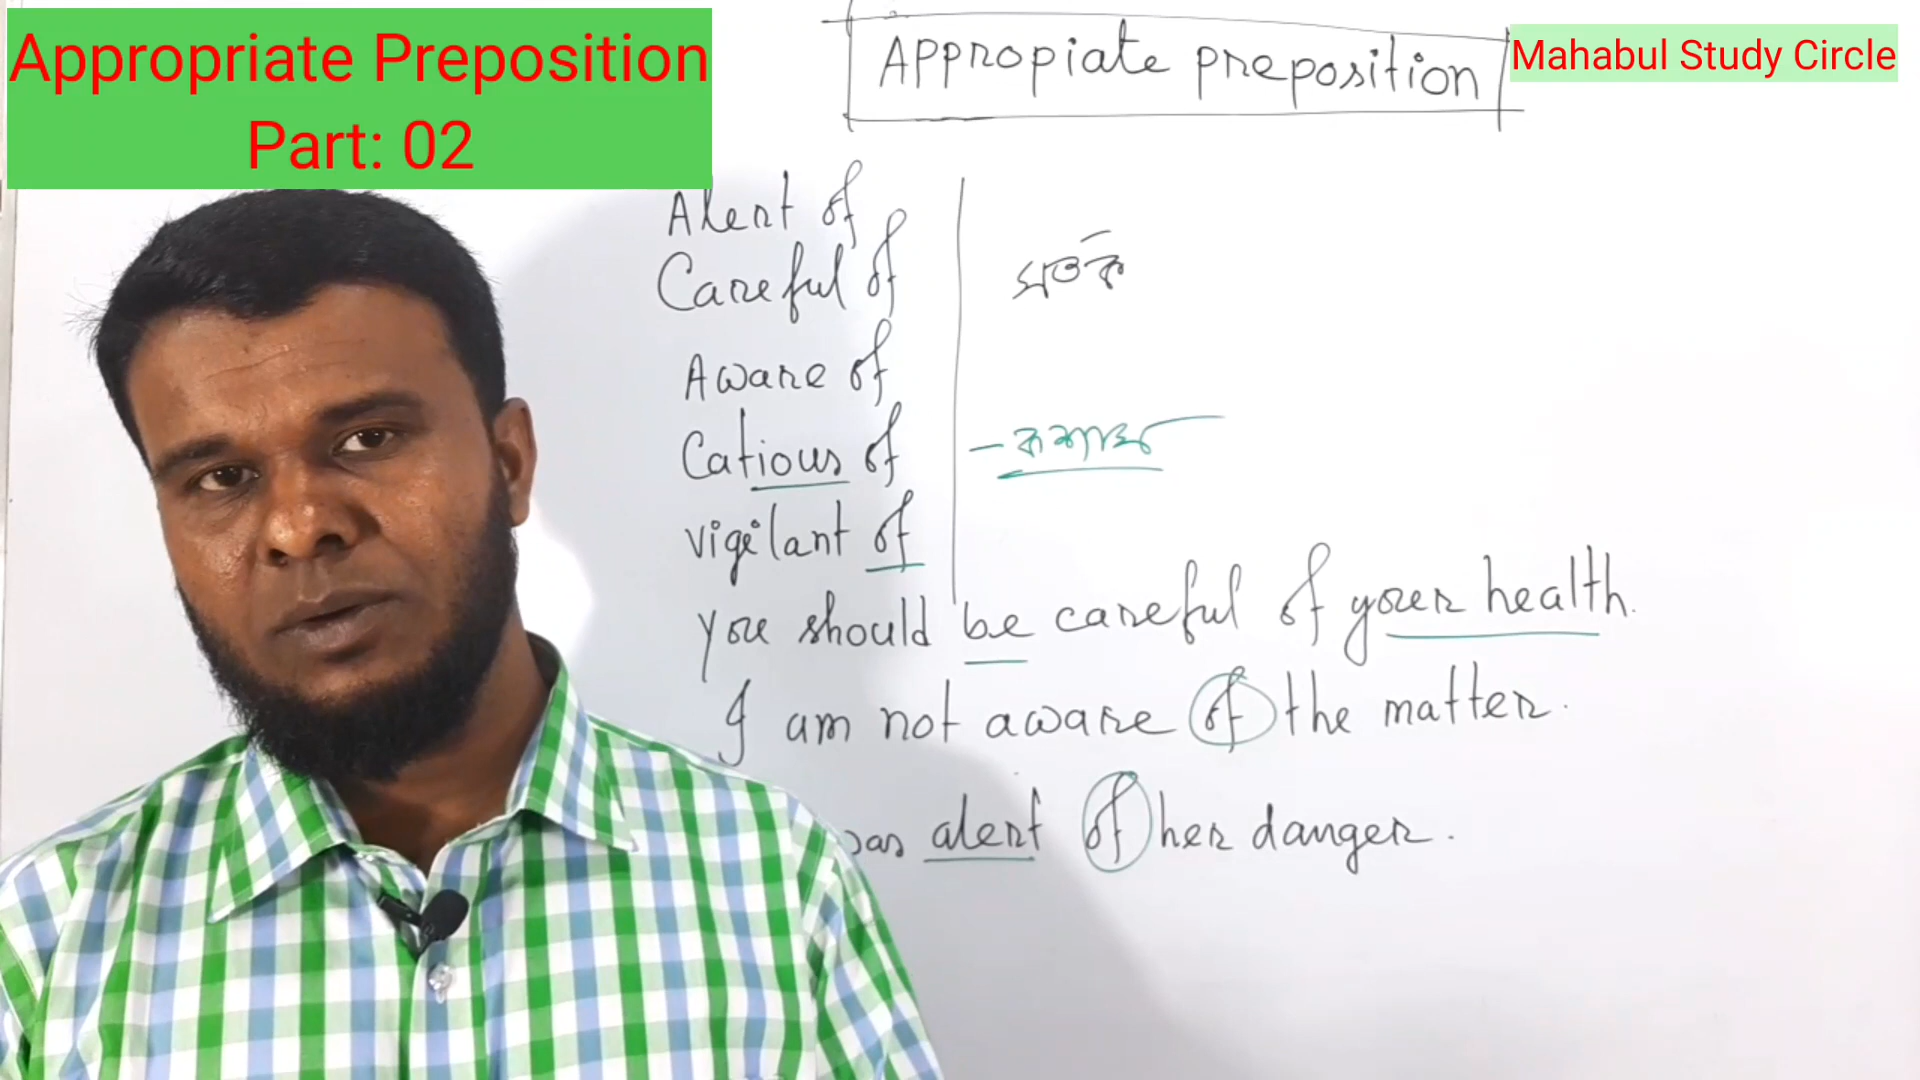 Appropriate Preposition
Part: 02
Appropiate preposition
Mahabul Study Circle
Alert of
Careful of
সতর্ক
Aware of
Catious of
vigilant of
you should be careful of your health.
I am not aware of the matter.
was alert of her danger.